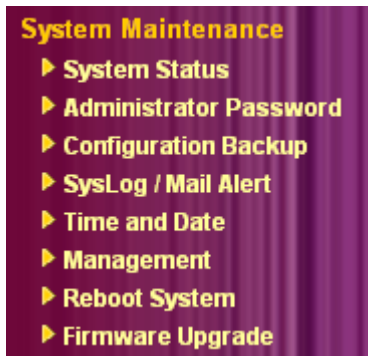 System Maintenance
System Status
Administrator Password
Configuration Backup
SysLog / Mail Alert
Time and Date
Management
Reboot System
Firmware Upgrade